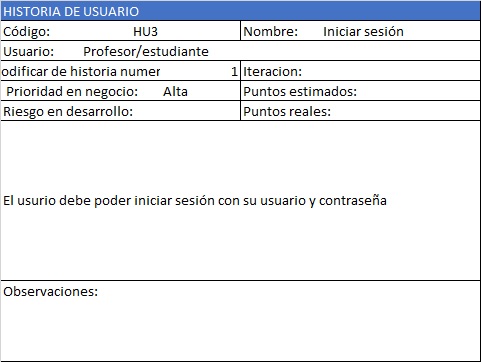 HISTORIA DE USUARIO
Código: HU3 Nombre: Iniciar sesión
Usuario: Profesor/estudiante
odificar de historia numer 1 Iteracion:
Prioridad en negocio: Alta Puntos estimados:
Riesgo en desarrollo: Puntos reales:
El usurio debe poder iniciar sesión con su usuario y contraseña
Observaciones: